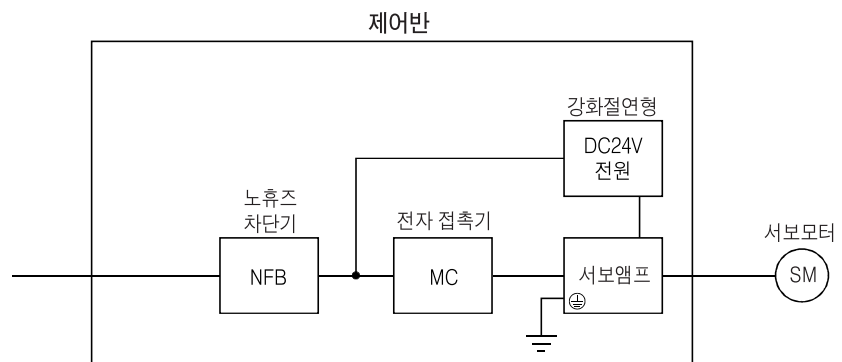 제어반
강화절연형
DC24V
전원
노휴즈
차단기
전자 접촉기
서보모터
NFB
MC
서보앰프
SM